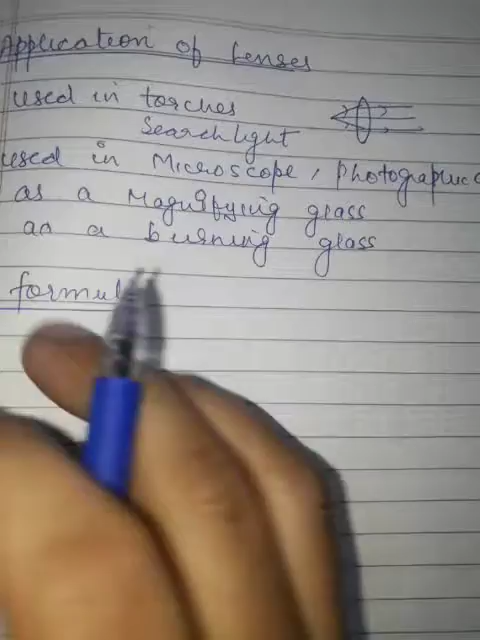 Application of Lenses
used in torches
Searchlight
used in Microscope, Photographic
as a Magnifying glass
as a burning glass
formul